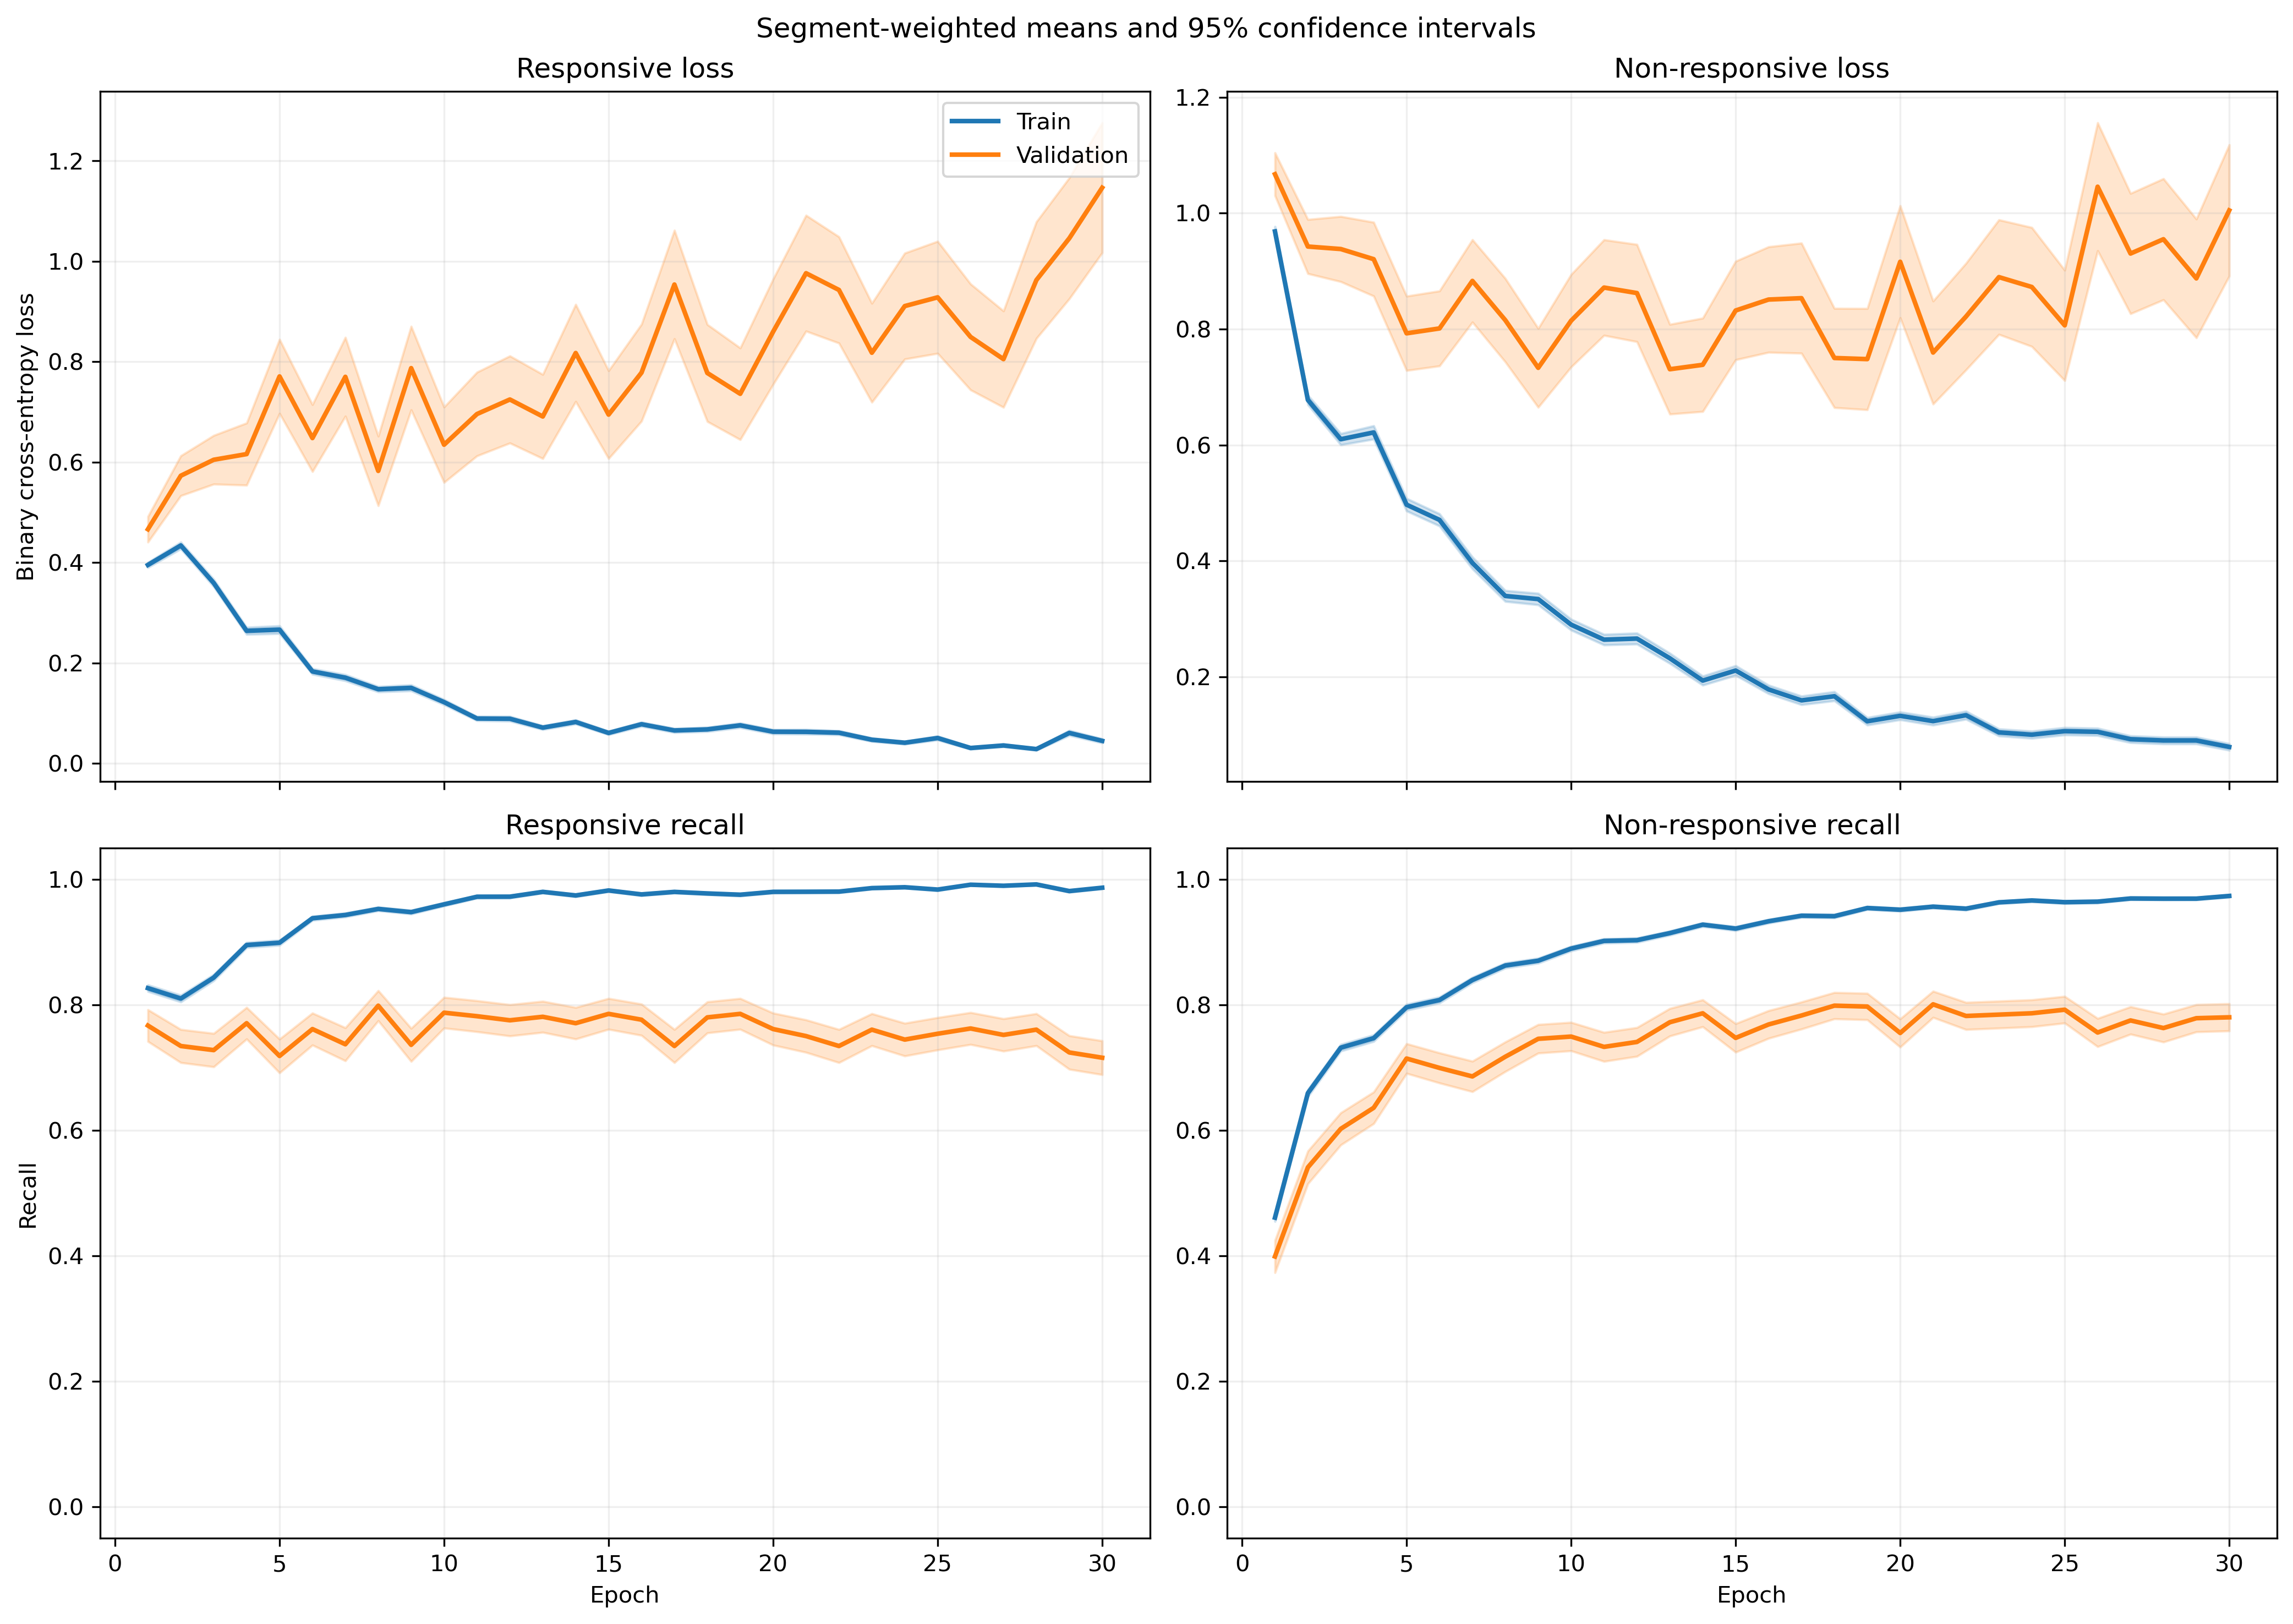 Segment-weighted means and 95% confidence intervals
Responsive loss
Non-responsive loss
Train
Validation
Binary cross-entropy loss
1.2
1.0
0.8
0.6
0.4
0.2
0.0
1.2
1.0
0.8
0.6
0.4
0.2
Responsive recall
Non-responsive recall
Recall
1.0
0.8
0.6
0.4
0.2
0.0
0 5 10 15 20 25 30
Epoch
1.0
0.8
0.6
0.4
0.2
0.0
0 5 10 15 20 25 30
Epoch